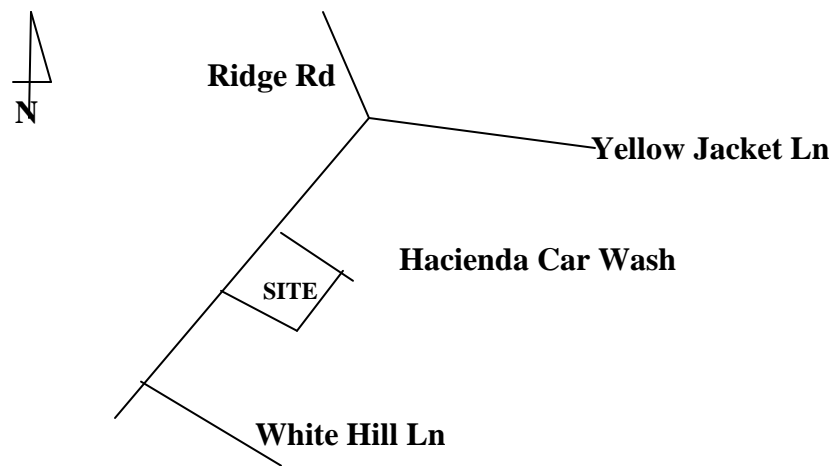 Ridge Rd
N
Yellow Jacket Ln
Hacienda Car Wash
SITE
White Hill Ln